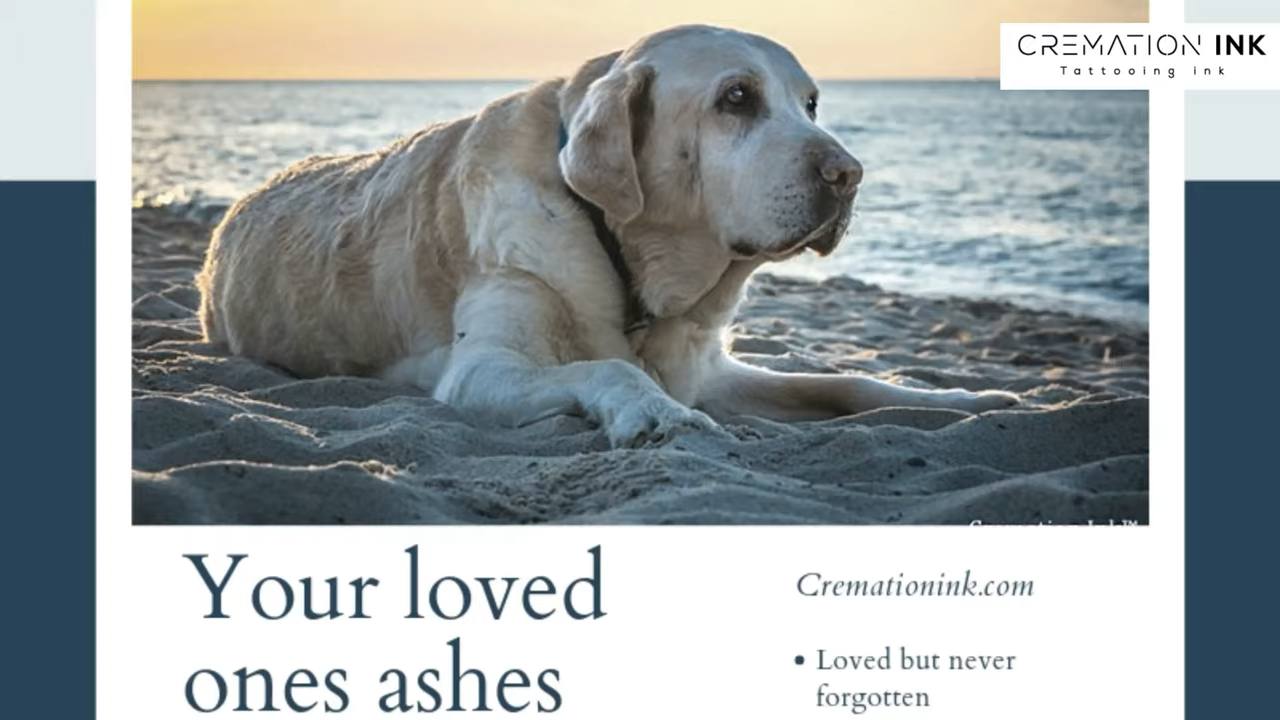 CREMATION INK
Tattooing ink
Your loved
ones ashes
Cremationink.com
• Loved but never
forgotten